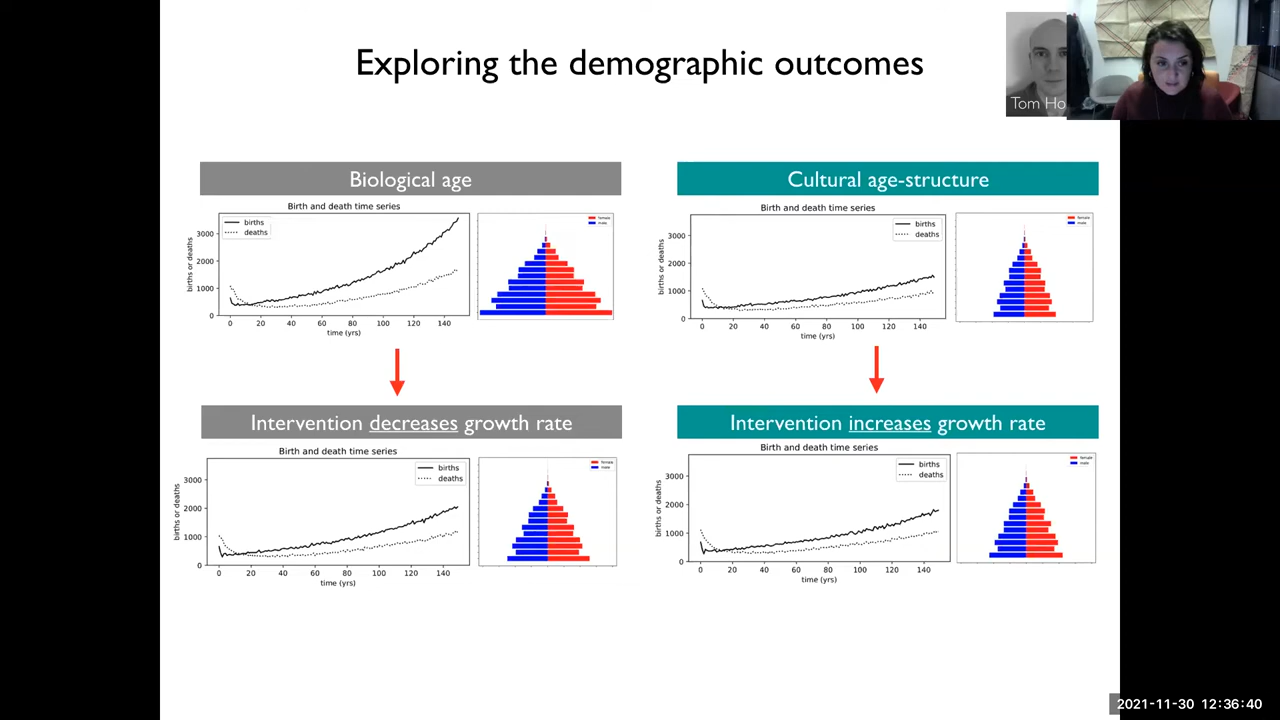 Exploring the demographic outcomes
Tom Ho
Biological age
Birth and death time series
births
deaths
births or deaths
3000
2000
1000
0
0 20 40 60 80 100 120 140
time (yrs)
female
male
Cultural age-structure
Birth and death time series
births
deaths
births or deaths
3000
2000
1000
0
0 20 40 60 80 100 120 140
time (yrs)
female
male
Intervention decreases growth rate
Birth and death time series
births
deaths
births or deaths
3000
2000
1000
0
0 20 40 60 80 100 120 140
time (yrs)
female
male
Intervention increases growth rate
Birth and death time series
births
deaths
births or deaths
3000
2000
1000
0
0 20 40 60 80 100 120 140
time (yrs)
female
male
2021-11-30 12:36:40